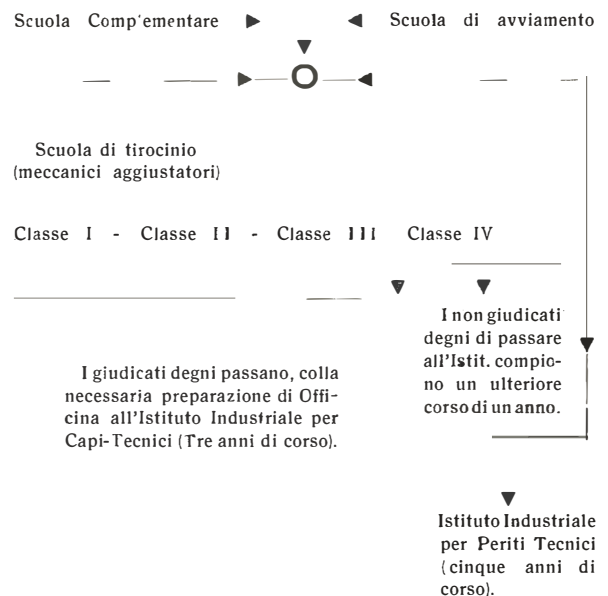 Scuola Comp'ementare
Scuola di avviamento
Scuola di tirocinio
(meccanici aggiustatori)
Classe I - Classe II - Classe III Classe IV
I non giudicati
degni di passare
all'Istit. compio-
no un ulteriore
corso di un anno.
I giudicati degni passano, colla
necessaria preparazione di Offi-
cina all'Istituto Industriale per
Capi-Tecnici (Tre anni di corso).
Istituto Industriale
per Periti Tecnici
(cinque anni di
corso).